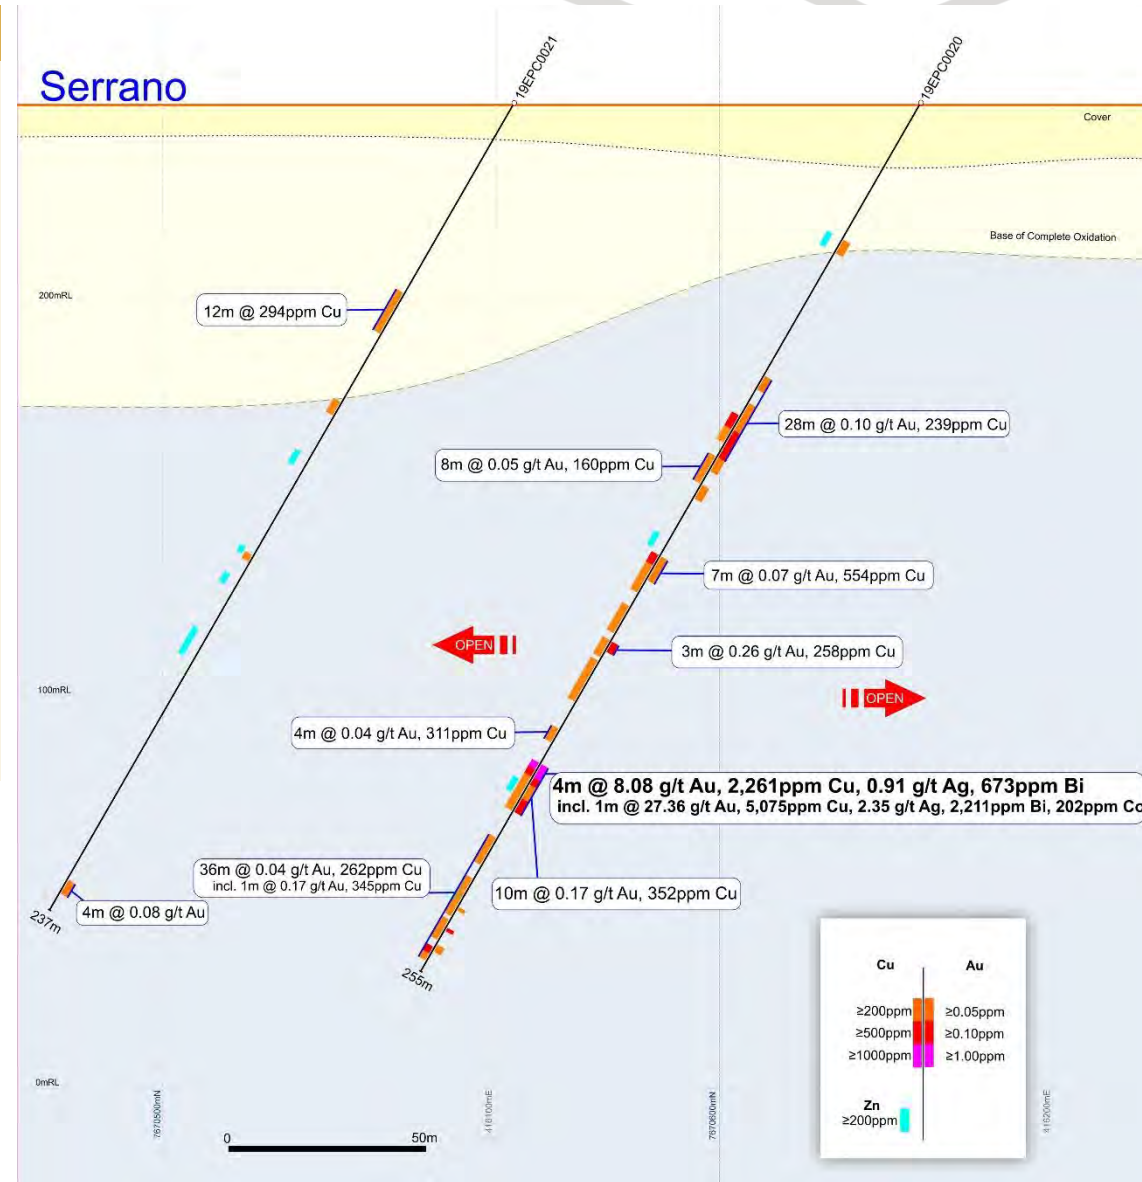 Serrano
19EPC0021
19EPC0020
Cover
Base of Complete Oxidation
200mRL
12m @ 294ppm Cu
28m @ 0.10 g/t Au, 239ppm Cu
8m @ 0.05 g/t Au, 160ppm Cu
7m @ 0.07 g/t Au, 554ppm Cu
OPEN
3m @ 0.26 g/t Au, 258ppm Cu
100mRL
OPEN
4m @ 0.04 g/t Au, 311ppm Cu
4m @ 8.08 g/t Au, 2,261ppm Cu, 0.91 g/t Ag, 673ppm Bi
incl. 1m @ 27.36 g/t Au, 5,075ppm Cu, 2.35 g/t Ag, 2,211ppm Bi, 202ppm Co
36m @ 0.04 g/t Au, 262ppm Cu
incl. 1m @ 0.17 g/t Au, 345ppm Cu
10m @ 0.17 g/t Au, 352ppm Cu
4m @ 0.08 g/t Au
237m
255m
Cu Au
≥200ppm ≥0.05ppm
≥500ppm ≥0.10ppm
≥1000ppm ≥1.00ppm
Zn
≥200ppm
0mRL
7670500mN
7670600mN
0 50m